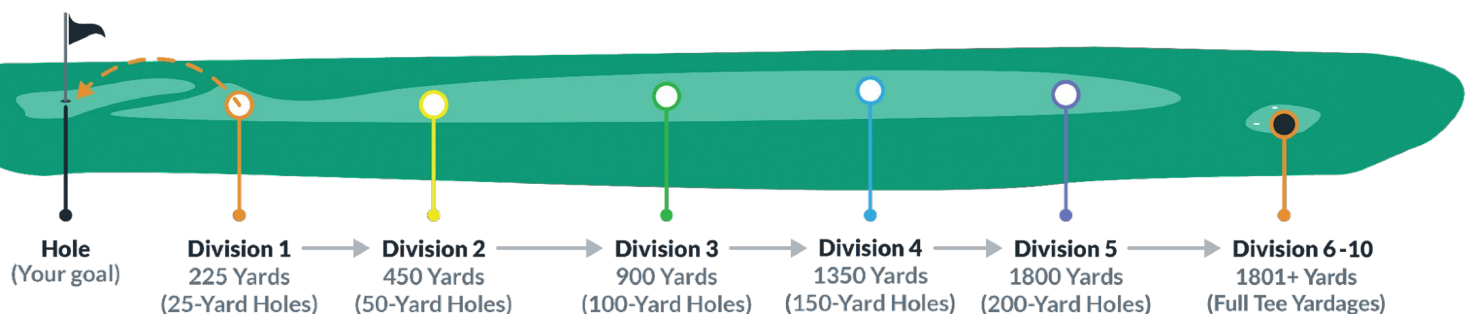 Hole
(Your goal)
Division 1
225 Yards
(25-Yard Holes)
Division 2
450 Yards
(50-Yard Holes)
Division 3
900 Yards
(100-Yard Holes)
Division 4
1350 Yards
(150-Yard Holes)
Division 5
1800 Yards
(200-Yard Holes)
Division 6-10
1801+ Yards
(Full Tee Yardages)